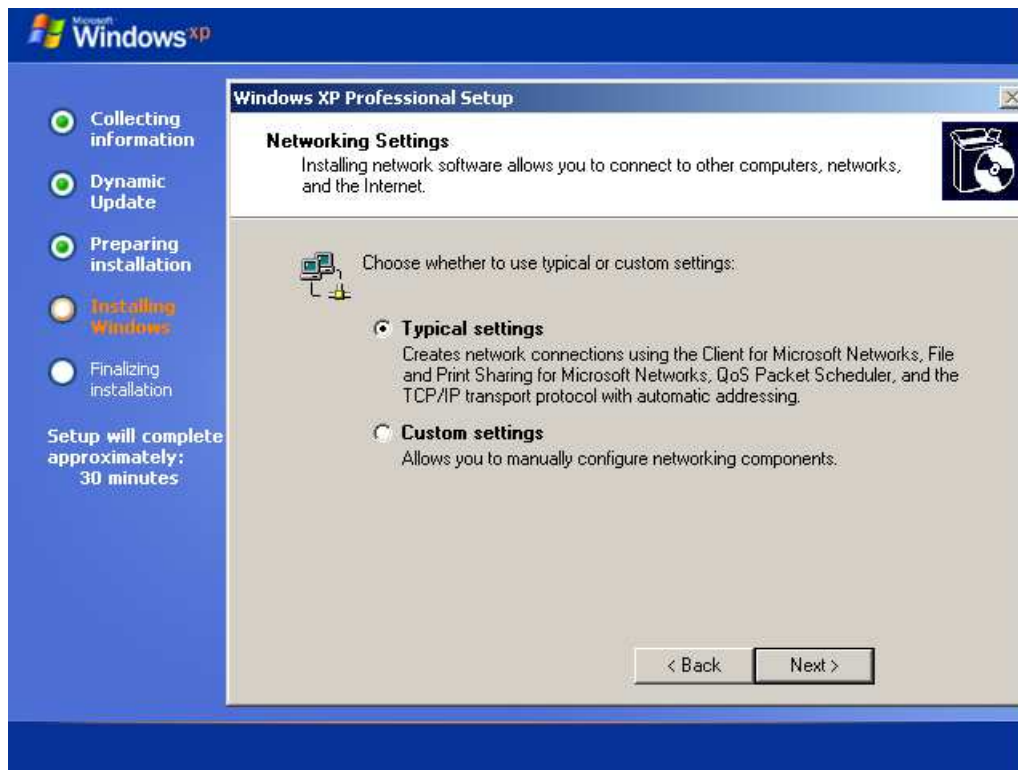 Microsoft
Windows xp
Collecting
information
Dynamic
Update
Preparing
installation
Installing
Windows
Finalizing
installation
Setup will complete
approximately:
30 minutes
Windows XP Professional Setup
Networking Settings
Installing network software allows you to connect to other computers, networks,
and the Internet.
Choose whether to use typical or custom settings:
Typical settings
Creates network connections using the Client for Microsoft Networks, File
and Print Sharing for Microsoft Networks, QoS Packet Scheduler, and the
TCP/IP transport protocol with automatic addressing.
Custom settings
Allows you to manually configure networking components.
< Back
Next >